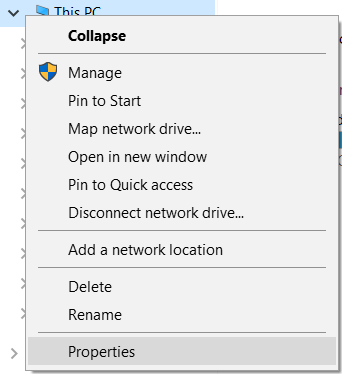 This PC
Collapse
Manage
Pin to Start
Map network drive...
Open in new window
Pin to Quick access
Disconnect network drive...
Add a network location
Delete
Rename
Properties